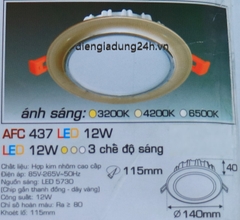 diengladung24h.vn
ánh sáng: 3200K 4200K 6500K
AFC 437 LED 12W
LED 12W 3 chế độ sáng
Chất liệu: Hợp kim nhôm cao cấp
Điện áp: 85V-265V~50Hz
Nguồn sáng: LED 5730
(Chip gắn thanh đồng - dây vàng)
Công suất: 12W
Chỉ số hoàn màu: Ra ≥ 80
Khoét lỗ: 115mm
115mm
40
Ø140mm